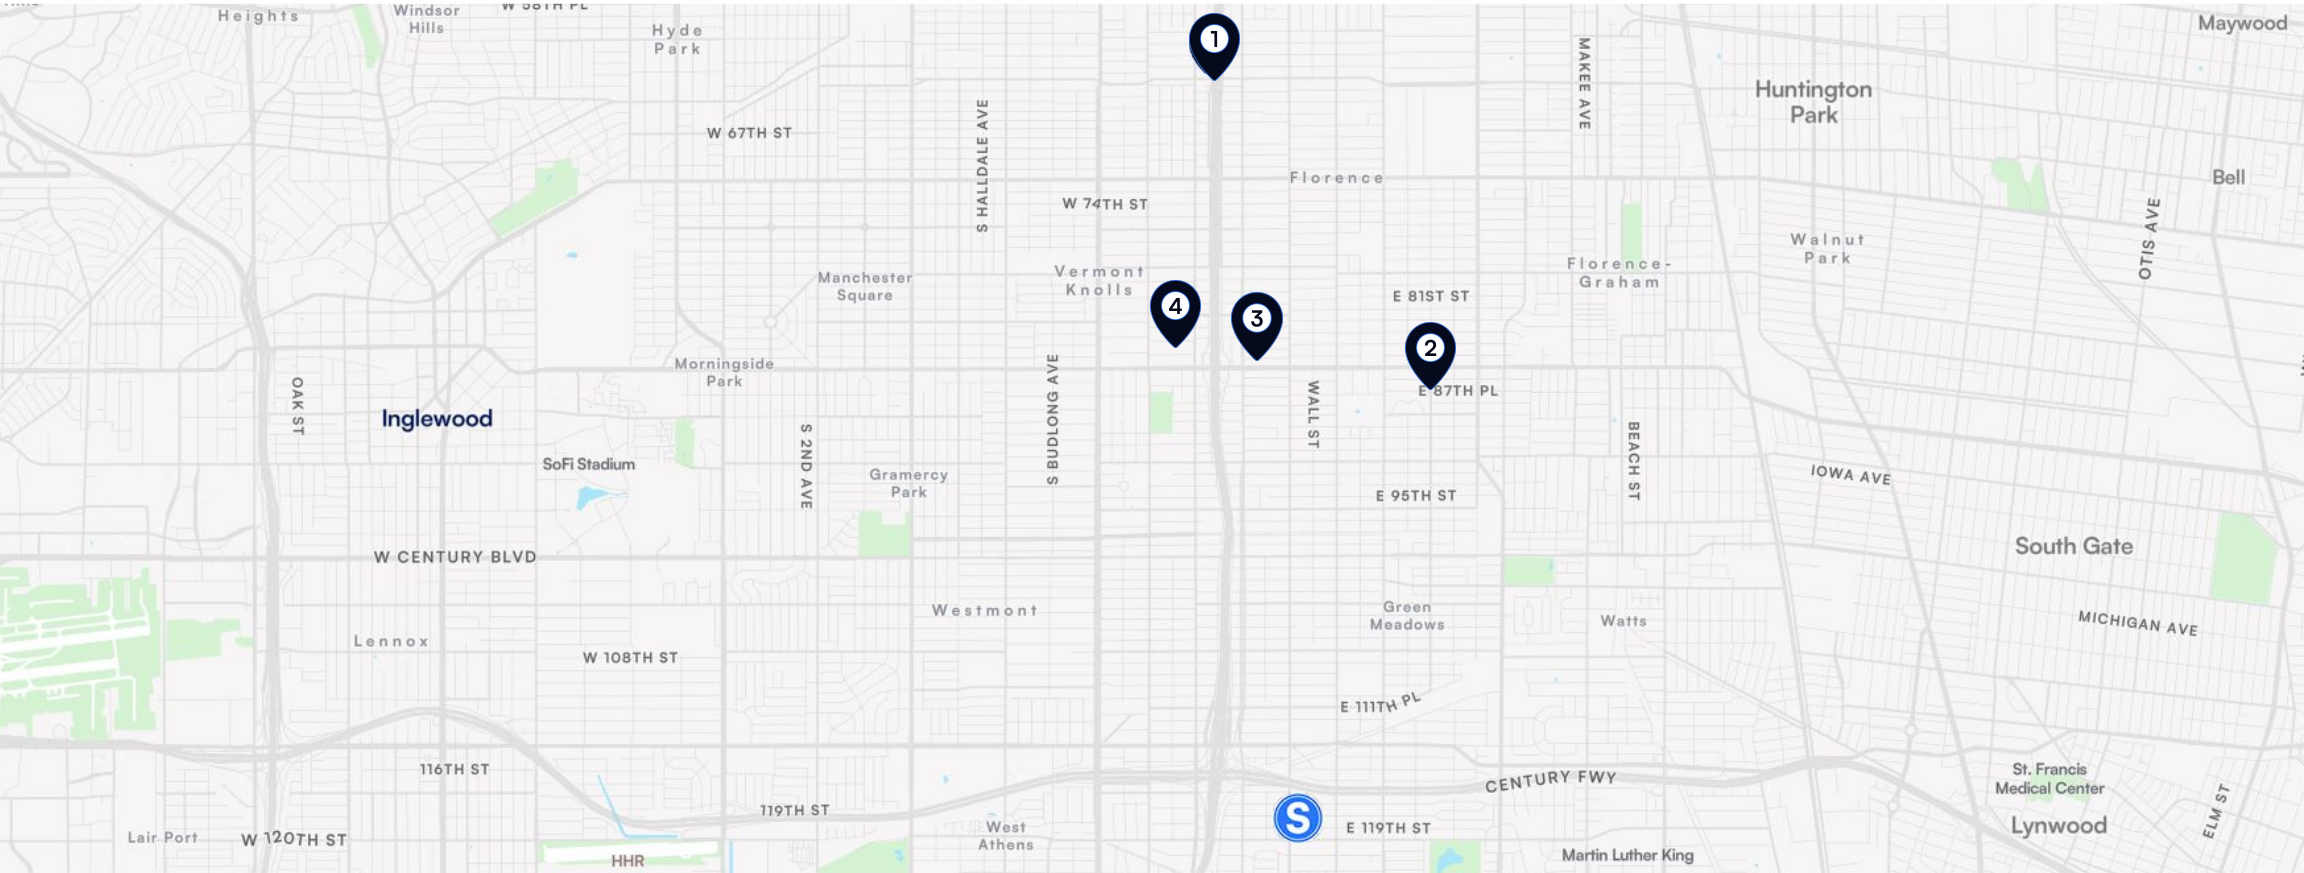 Heights
Windsor
Hills
W 58TH PL
Hyde
Park
1
MAKEE AVE
Maywood
Huntington
Park
W 67TH ST
S HALLDALE AVE
Florence
Bell
W 74TH ST
OTIS AVE
Walnut
Park
Vermont
Knolls
Florence-
Graham
Manchester
Square
E 81ST ST
4
3
2
Morningside
Park
E 87TH PL
OAK ST
Inglewood
S BUDLONG AVE
WALL ST
S 2ND AVE
BEACH ST
SoFi Stadium
Gramercy
Park
IOWA AVE
E 95TH ST
W CENTURY BLVD
South Gate
Westmont
Green
Meadows
Watts
MICHIGAN AVE
Lennox
W 108TH ST
E 111TH PL
116TH ST
CENTURY FWY
St. Francis
Medical Center
119TH ST
S
E 119TH ST
Lynwood
ELM ST
Lair Port
W 120TH ST
West
Athens
HHR
Martin Luther King